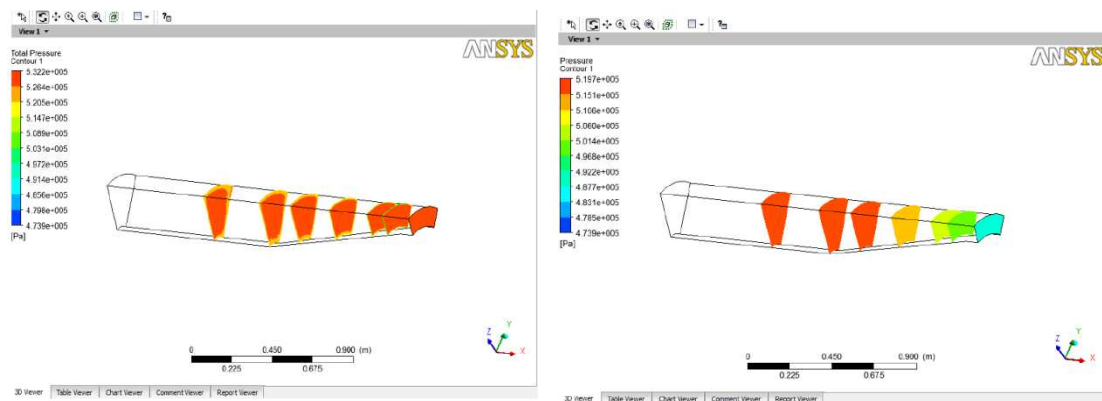 View 1
ANSYS
Total Pressure
Contour 1
5.322e+005
5.264e+005
5.205e+005
5.147e+005
5.089e+005
5.031e+005
4.972e+005
4.914e+005
4.856e+005
4.798e+005
4.739e+005
[Pa]
Z
Y
X
0
0.450
0.900 (m)
0.225
0.675
3D Viewer
Table Viewer
Chart Viewer
Comment Viewer
Report Viewer
View 1
ANSYS
Pressure
Contour 1
5.197e+005
5.151e+005
5.106e+005
5.060e+005
5.014e+005
4.968e+005
4.922e+005
4.877e+005
4.831e+005
4.785e+005
4.739e+005
[Pa]
Z
Y
X
0
0.450
0.900 (m)
0.225
0.675
3D Viewer
Table Viewer
Chart Viewer
Comment Viewer
Report Viewer